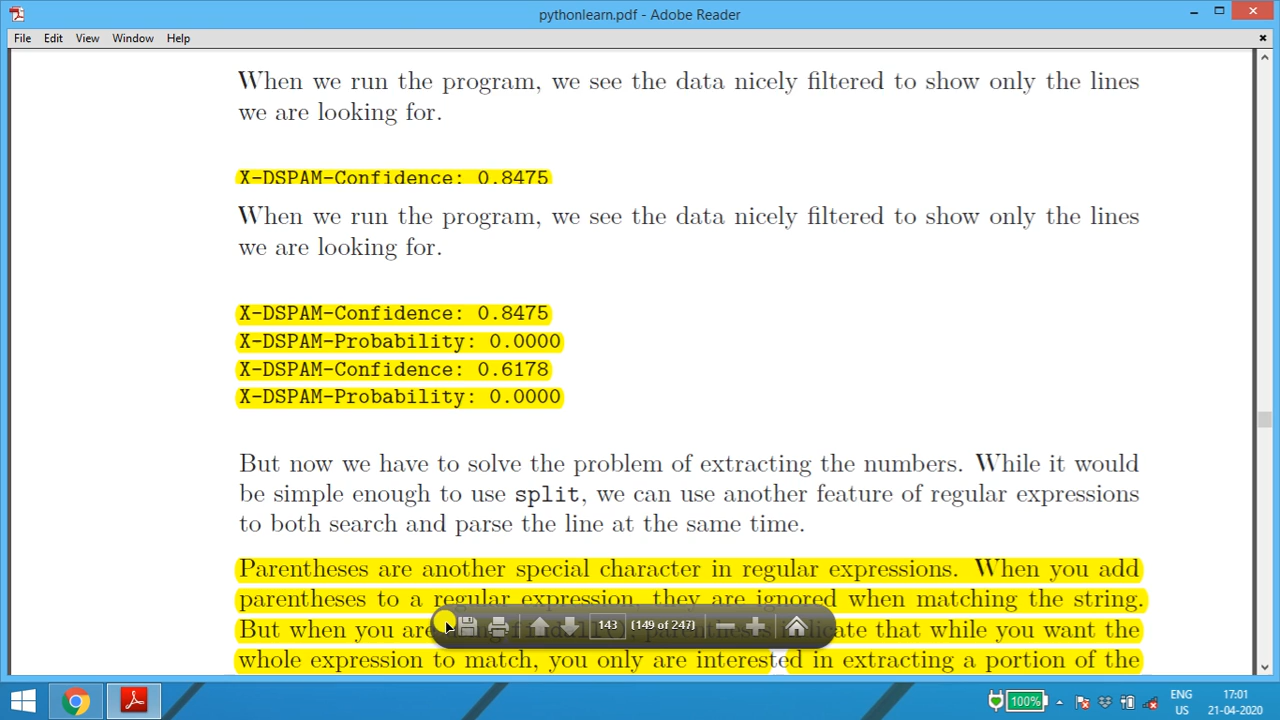 pythonlearn.pdf - Adobe Reader
File Edit View Window Help
When we run the program, we see the data nicely filtered to show only the lines
we are looking for.
X-DSPAM-Confidence: 0.8475
When we run the program, we see the data nicely filtered to show only the lines
we are looking for.
X-DSPAM-Confidence: 0.8475
X-DSPAM-Probability: 0.0000
X-DSPAM-Confidence: 0.6178
X-DSPAM-Probability: 0.0000
But now we have to solve the problem of extracting the numbers. While it would
be simple enough to use split, we can use another feature of regular expressions
to both search and parse the line at the same time.
Parentheses are another special character in regular expressions. When you add
parentheses to a regular expression, they are ignored when matching the string.
But when you are that while you want the
143 (149 of 247)
whole expression to match, you only are interested in extracting a portion of the
100% ENG 17:01
US 21-04-2020